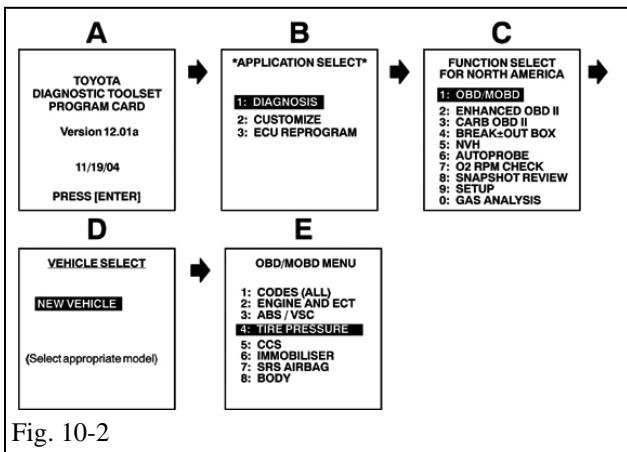 A
TOYOTA
DIAGNOSTIC TOOLSET
PROGRAM CARD
Version 12.01a
11/19/04
PRESS [ENTER]
B
*APPLICATION SELECT*
1: DIAGNOSIS
2: CUSTOMIZE
3: ECU REPROGRAM
C
FUNCTION SELECT
FOR NORTH AMERICA
1: OBD/MOBD
2: ENHANCED OBD II
3: CARB OBD II
4: BREAK±OUT BOX
5: NVH
6: AUTOPROBE
7: O2 RPM CHECK
8: SNAPSHOT REVIEW
9: SETUP
0: GAS ANALYSIS
D
VEHICLE SELECT
NEW VEHICLE
(Select appropriate model)
E
OBD/MOBD MENU
1: CODES (ALL)
2: ENGINE AND ECT
3: ABS / VSC
4: TIRE PRESSURE
5: CCS
6: IMMOBILISER
7: SRS AIRBAG
8: BODY
Fig. 10-2